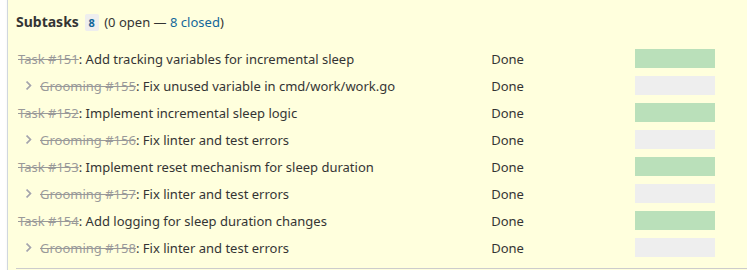 Subtasks 8 (0 open — 8 closed)
Task #151: Add tracking variables for incremental sleep Done
Grooming #155: Fix unused variable in cmd/work/work.go Done
Task #152: Implement incremental sleep logic Done
Grooming #156: Fix linter and test errors Done
Task #153: Implement reset mechanism for sleep duration Done
Grooming #157: Fix linter and test errors Done
Task #154: Add logging for sleep duration changes Done
Grooming #158: Fix linter and test errors Done